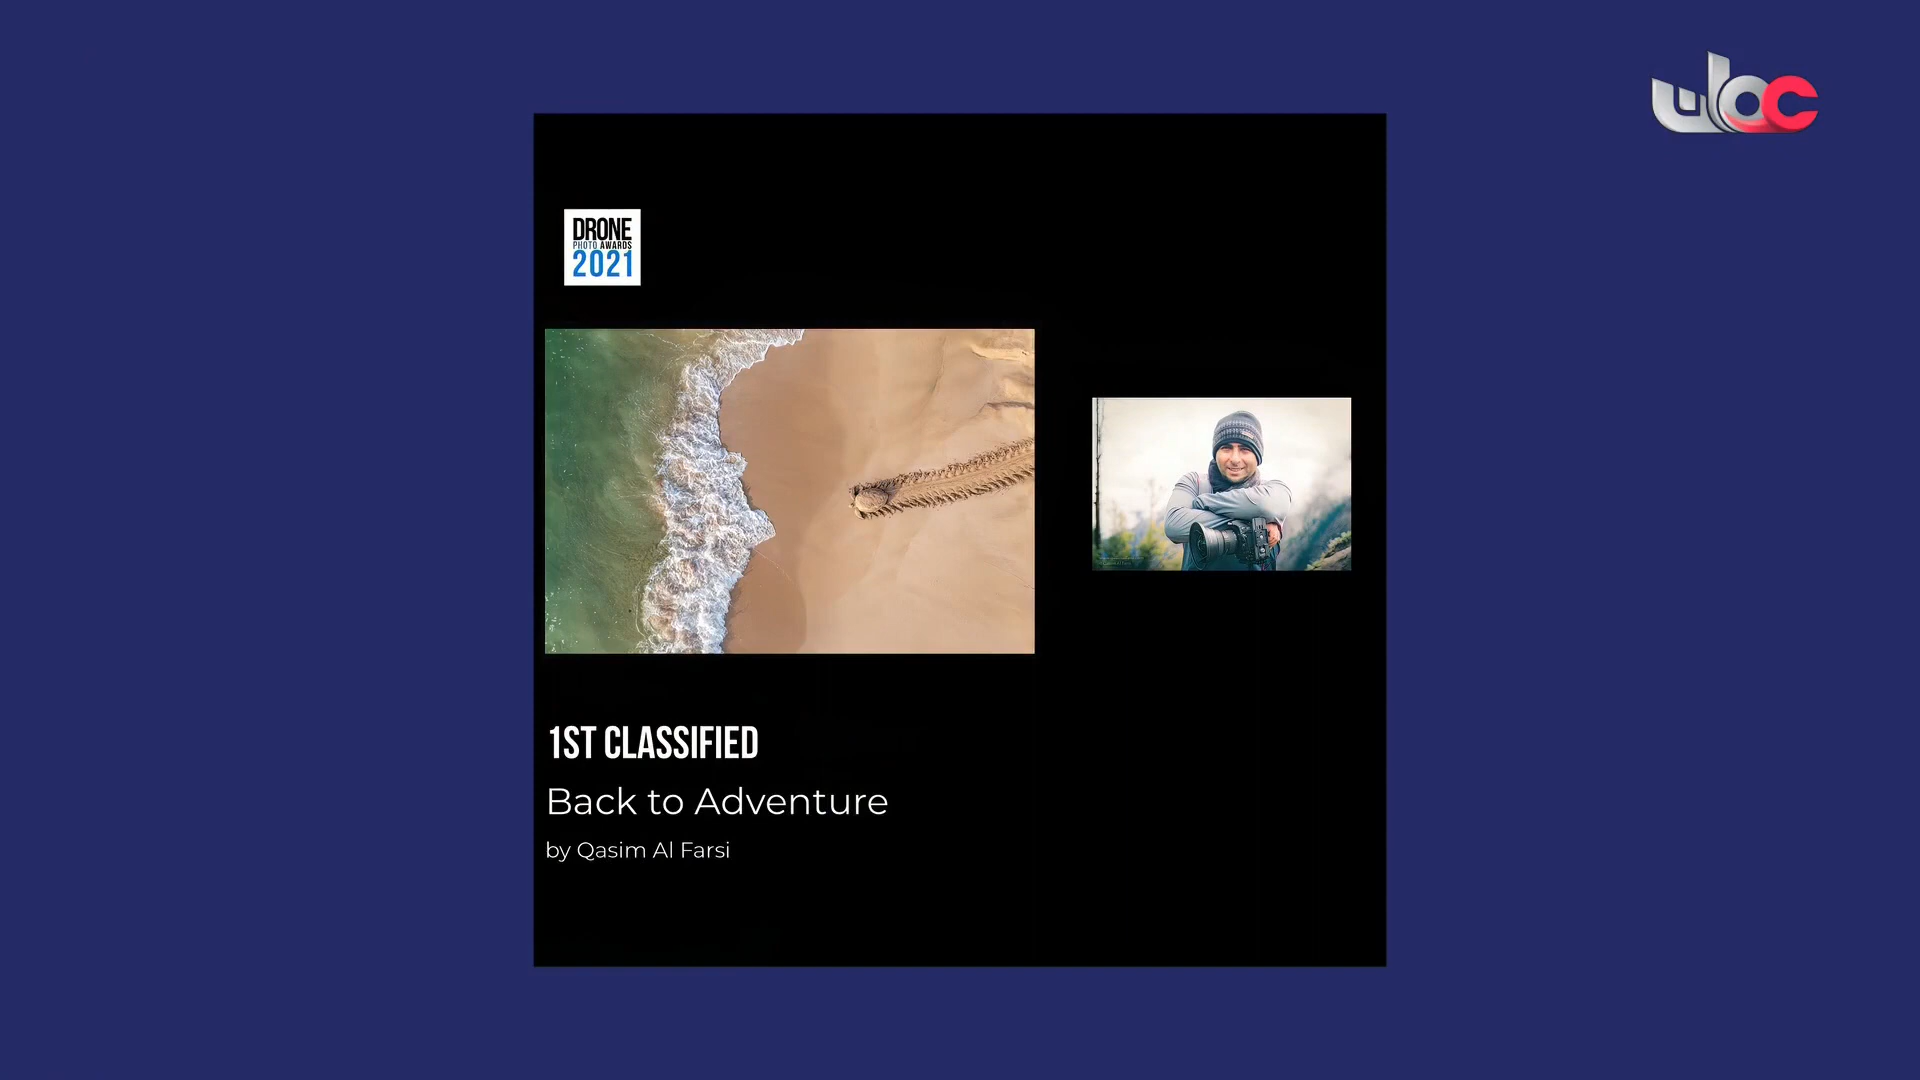 DRONE
PHOTO AWARDS
2021
1ST CLASSIFIED
Back to Adventure
by Qasim Al Farsi